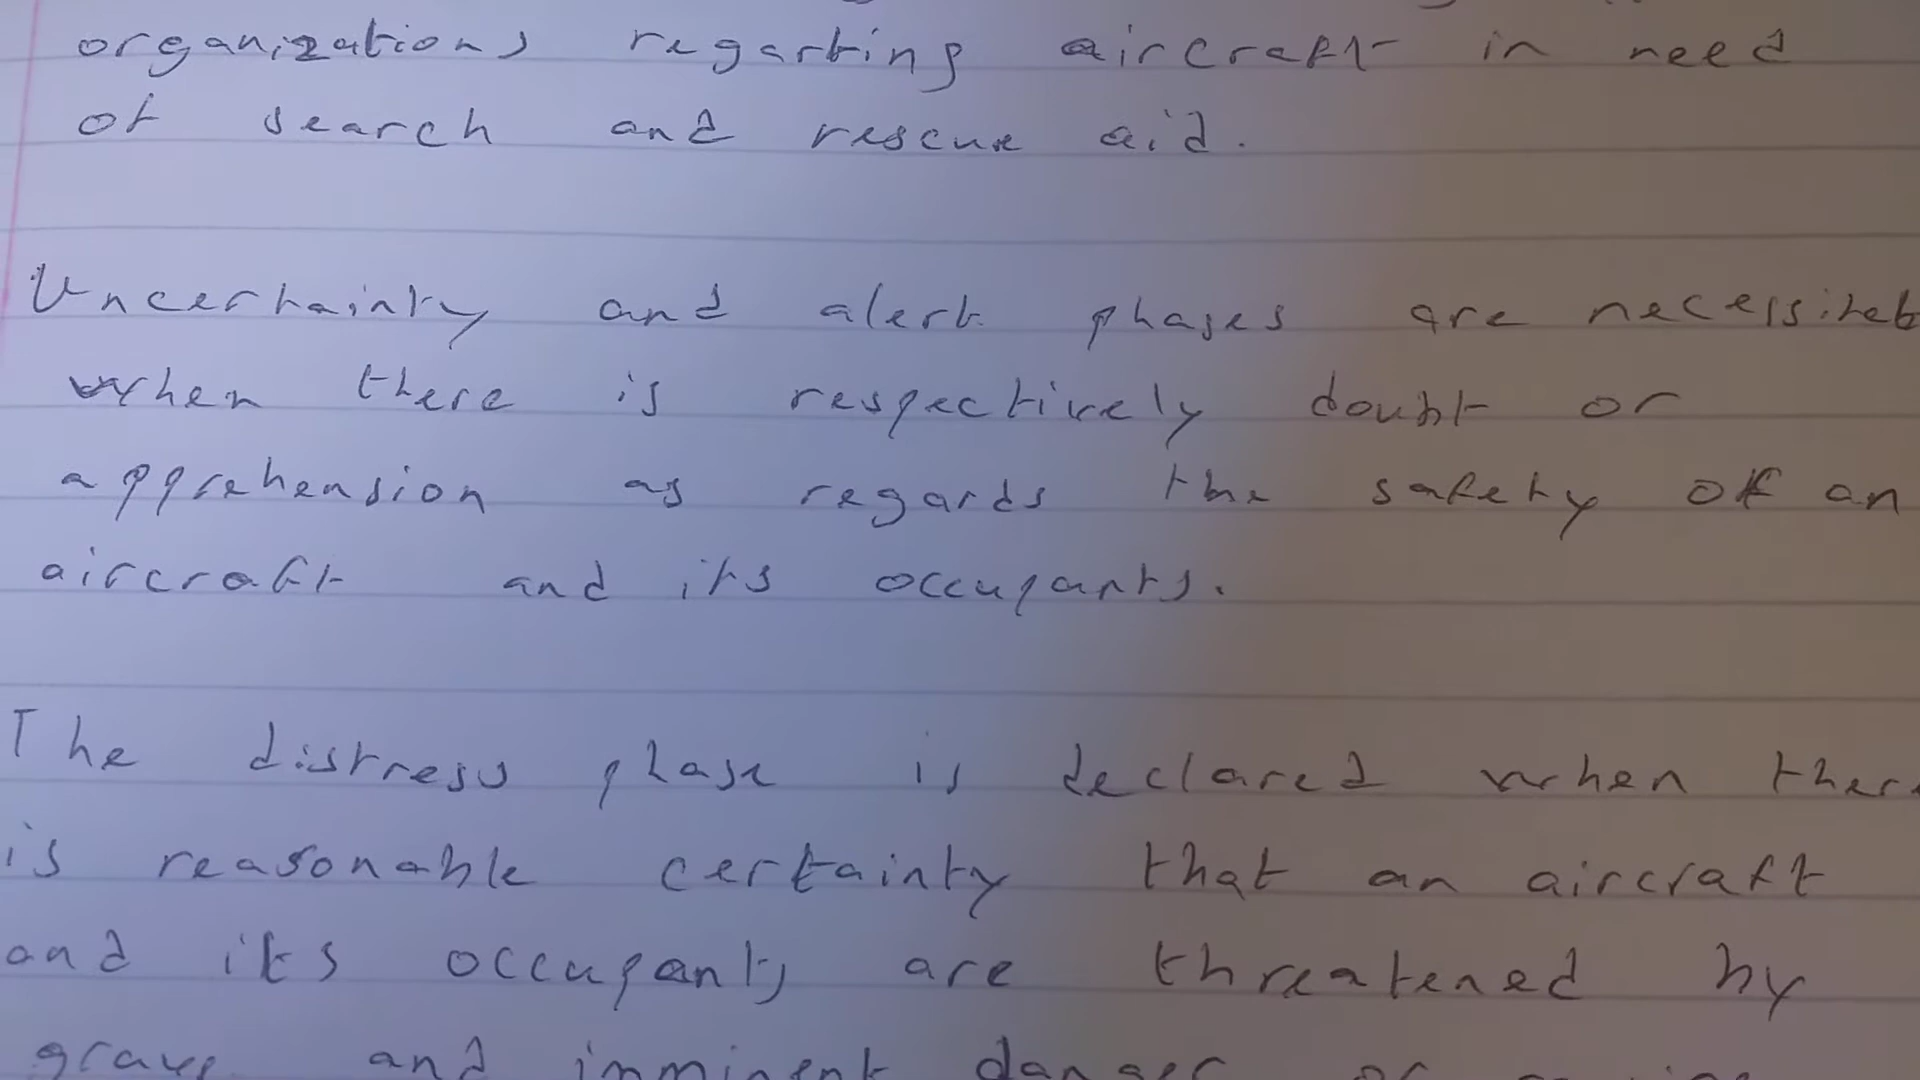 organizations regarding aircraft in need
of search and rescue aid.
Uncertainty and alert phases are
when there is respectively doubt or
apprehension as regards the safety of an
aircraft and its occupants.
The distress phase is declared when there
is reasonable certainty that an aircraft
and its occupants are threatened by
grave and imminent danger or